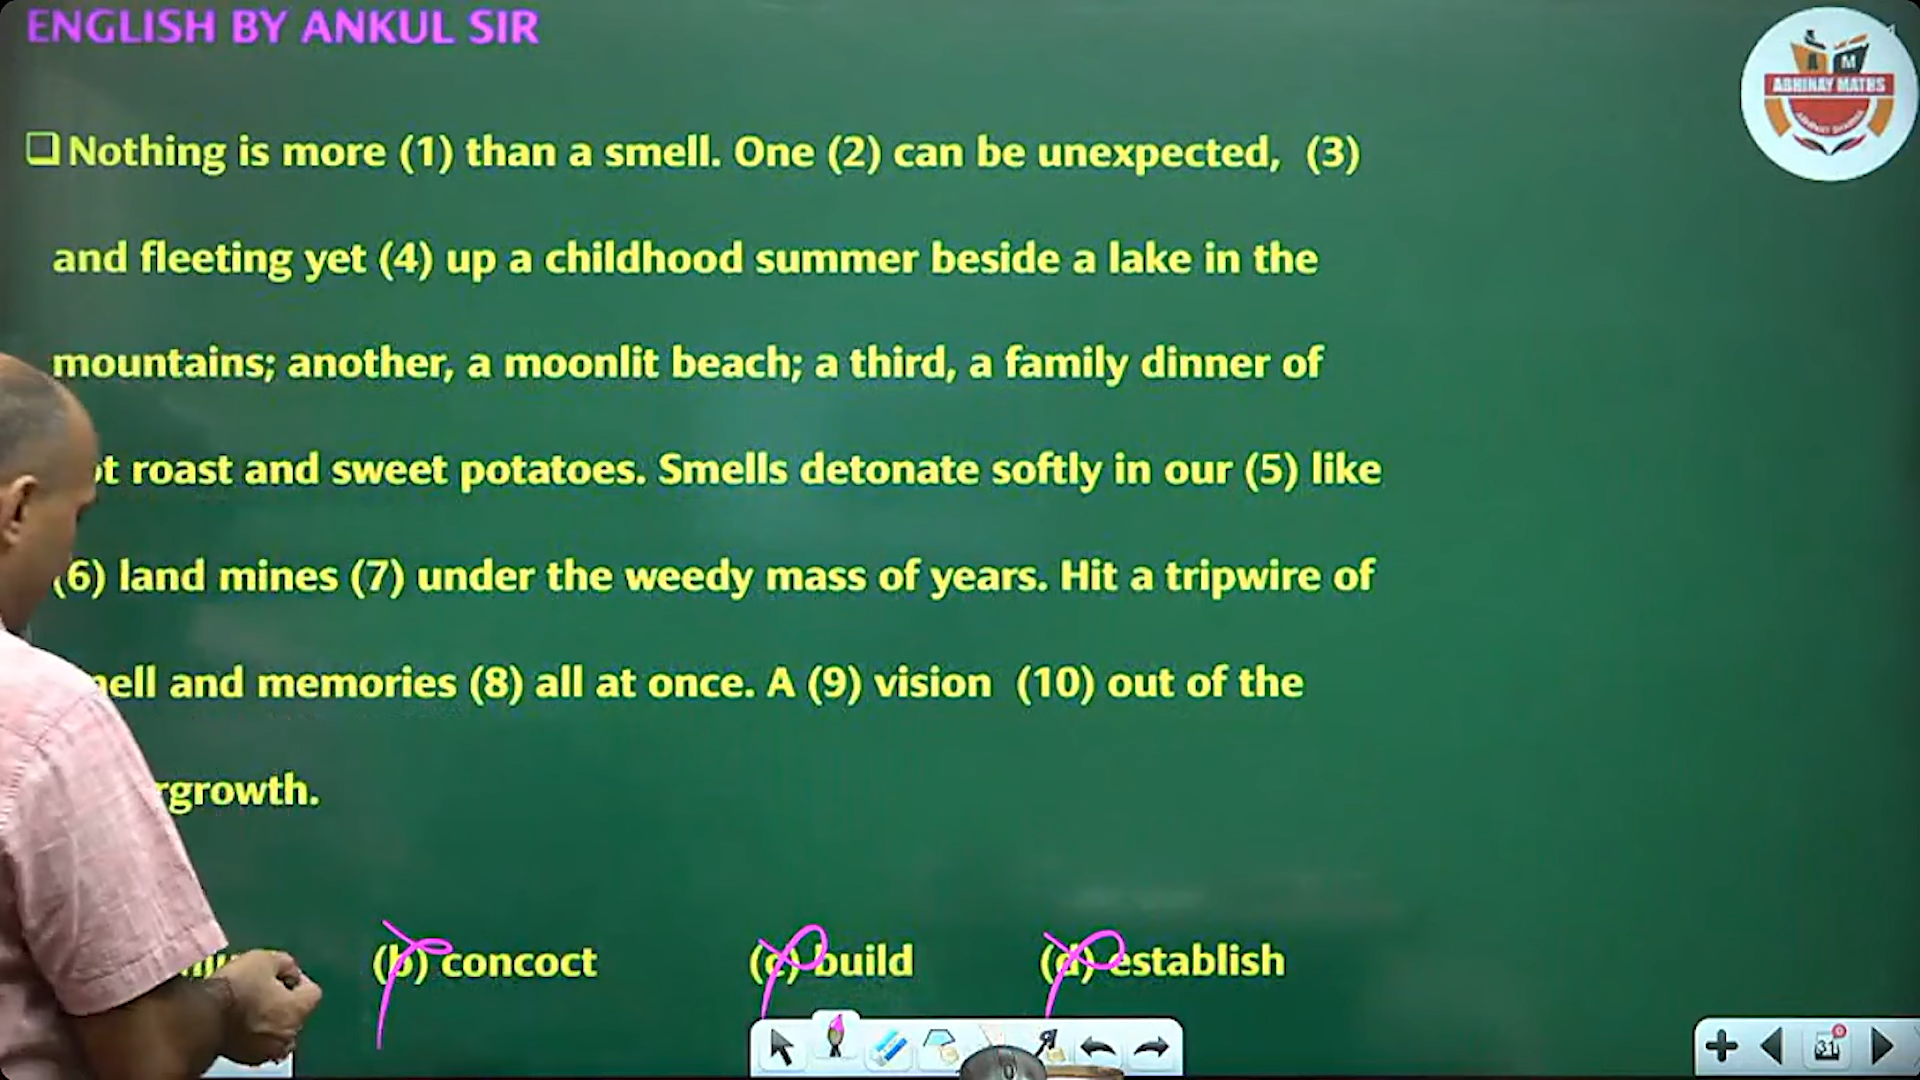 ENGLISH BY ANKUL SIR
A M
ABHINAY MATHS
ABHINAY SHARMA
Nothing is more (1) than a smell. One (2) can be unexpected, (3)
and fleeting yet (4) up a childhood summer beside a lake in the
mountains; another, a moonlit beach; a third, a family dinner of
roast and sweet potatoes. Smells detonate softly in our (5) like
(6) land mines (7) under the weedy mass of years. Hit a tripwire of
and memories (8) all at once. A (9) vision (10) out of the
(b) concoct (c) build (d) establish
31